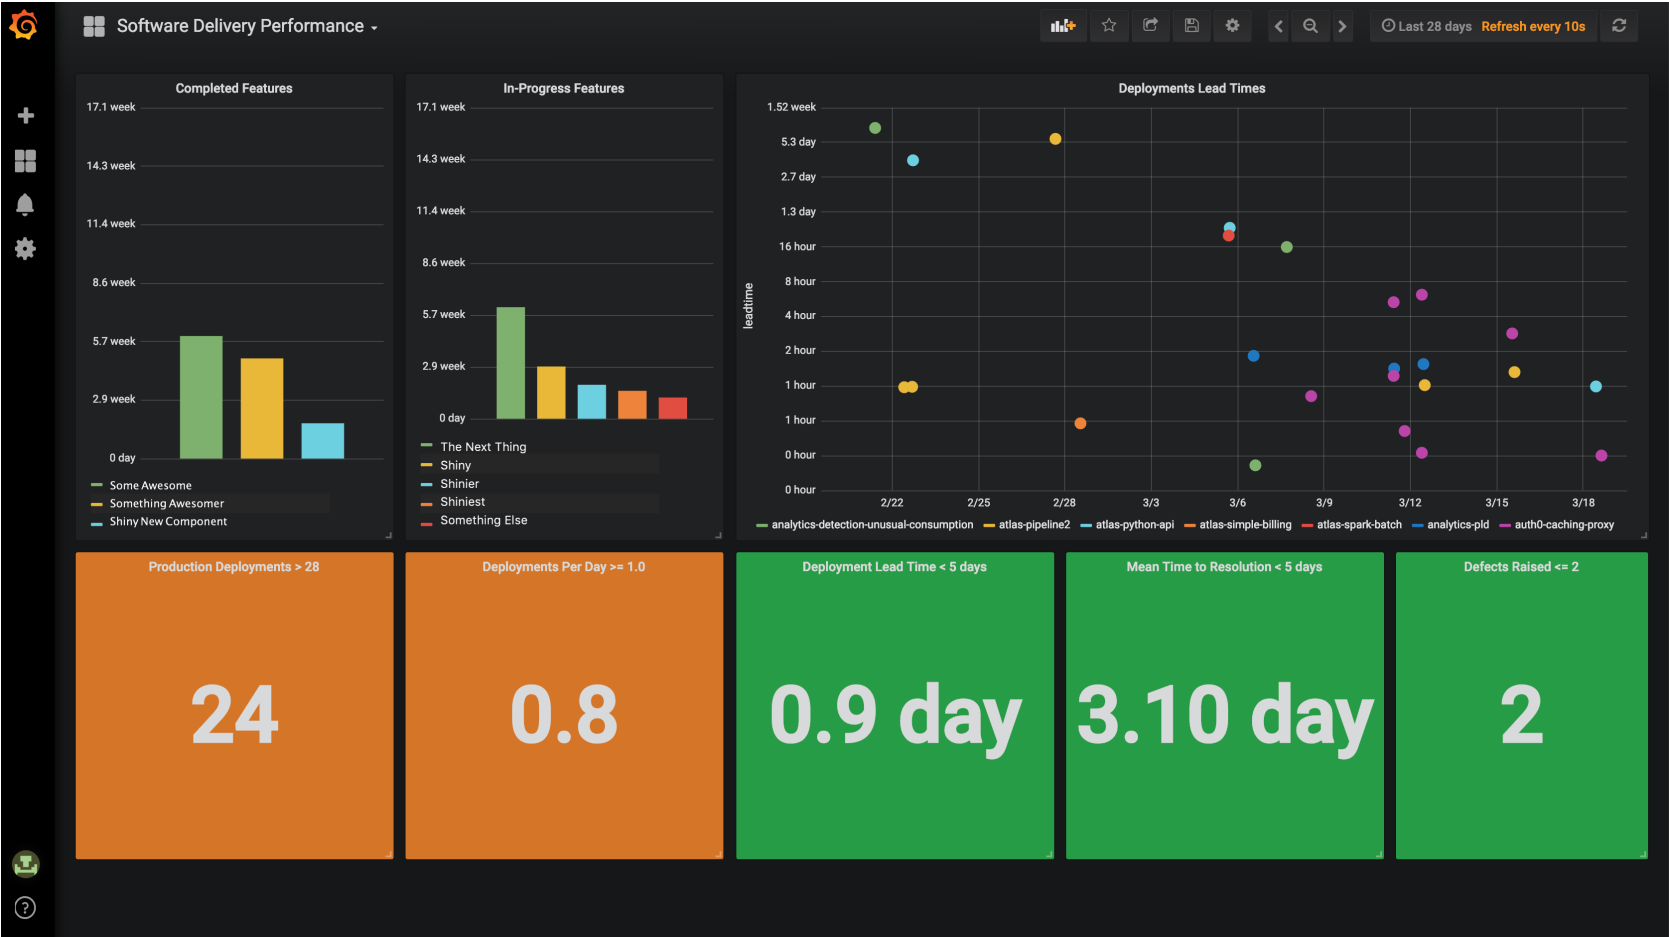 Software Delivery Performance
Last 28 days Refresh every 10s
Completed Features
17.1 week
14.3 week
11.4 week
8.6 week
5.7 week
2.9 week
0 day
Some Awesome
Something Awesomer
Shiny New Component
In-Progress Features
17.1 week
14.3 week
11.4 week
8.6 week
5.7 week
2.9 week
0 day
The Next Thing
Shiny
Shinier
Shiniest
Something Else
Deployments Lead Times
leadtime
1.52 week
5.3 day
2.7 day
1.3 day
16 hour
8 hour
4 hour
2 hour
1 hour
1 hour
0 hour
0 hour
2/22 2/25 2/28 3/3 3/6 3/9 3/12 3/15 3/18
analytics-detection-unusual-consumption atlas-pipeline2 atlas-python-api atlas-simple-billing atlas-spark-batch analytics-pld auth0-caching-proxy
Production Deployments > 28
24
Deployments Per Day >= 1.0
0.8
Deployment Lead Time < 5 days
0.9 day
Mean Time to Resolution < 5 days
3.10 day
Defects Raised <= 2
2
?